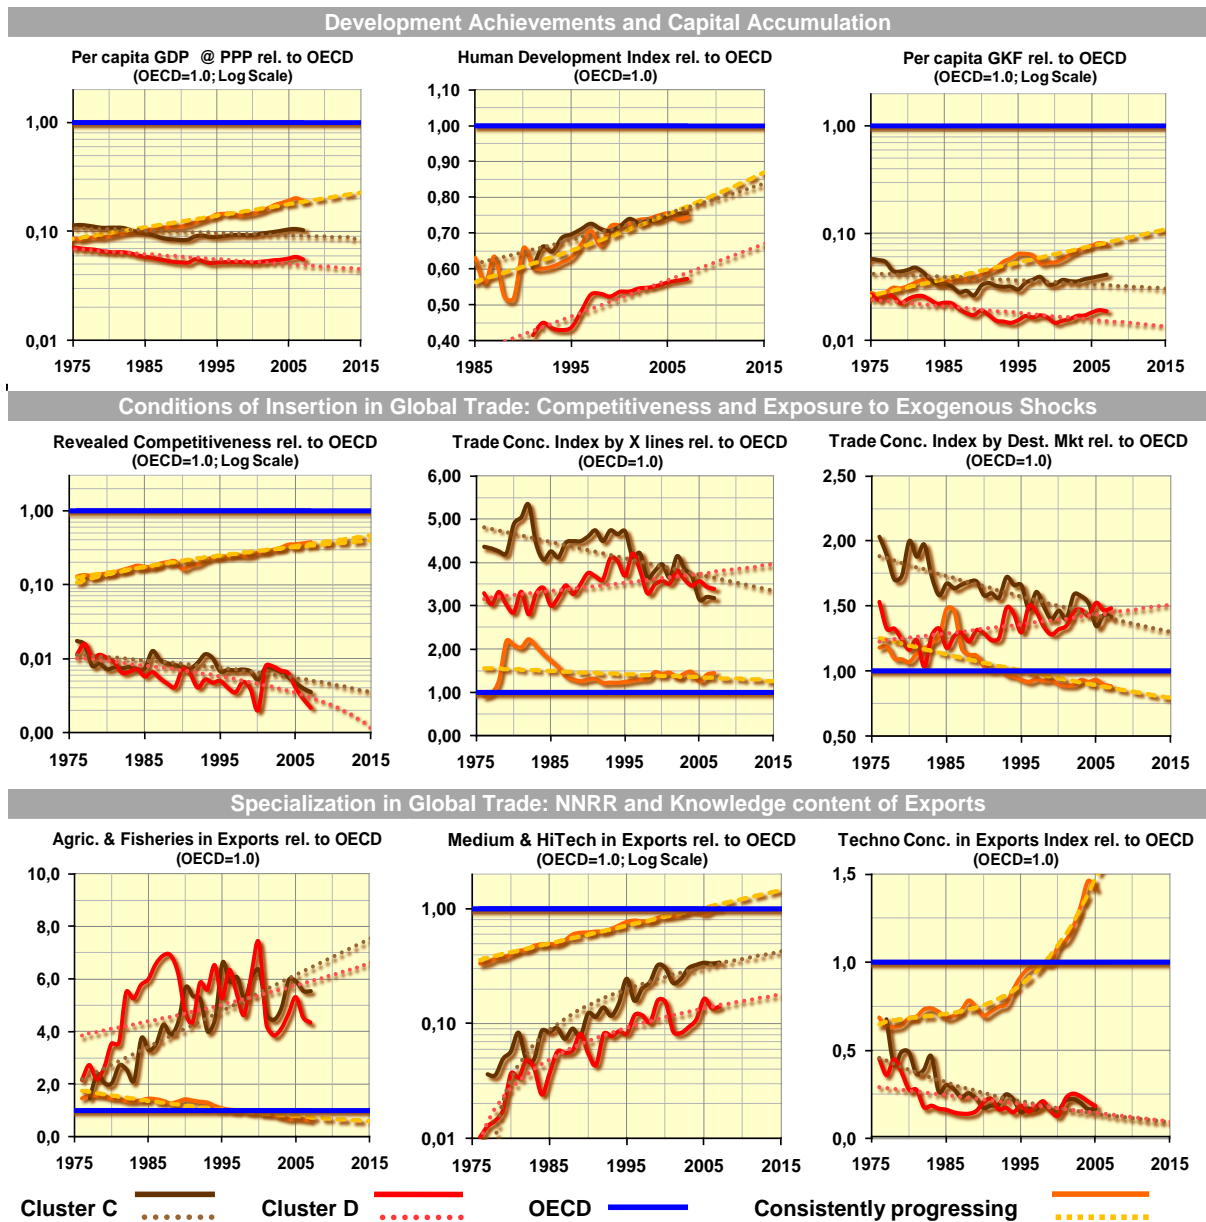 Development Achievements and Capital Accumulation
Per capita GDP @ PPP rel. to OECD
(OECD=1.0; Log Scale)
1,00
0,10
0,01
1975 1985 1995 2005 2015
Human Development Index rel. to OECD
(OECD=1.0)
1,10
1,00
0,90
0,80
0,70
0,60
0,50
0,40
1985 1995 2005 2015
Per capita GKF rel. to OECD
(OECD=1.0; Log Scale)
1,00
0,10
0,01
1975 1985 1995 2005 2015
Conditions of Insertion in Global Trade: Competitiveness and Exposure to Exogenous Shocks
Revealed Competitiveness rel. to OECD
(OECD=1.0; Log Scale)
1,00
0,10
0,01
0,00
1975 1985 1995 2005 2015
Trade Conc. Index by X lines rel. to OECD
(OECD=1.0)
6,00
5,00
4,00
3,00
2,00
1,00
0,00
1975 1985 1995 2005 2015
Trade Conc. Index by Dest. Mkt rel. to OECD
(OECD=1.0)
2,50
2,00
1,50
1,00
0,50
1975 1985 1995 2005 2015
Specialization in Global Trade: NNRR and Knowledge content of Exports
Agric. & Fisheries in Exports rel. to OECD
(OECD=1.0)
10,0
8,0
6,0
4,0
2,0
0,0
1975 1985 1995 2005 2015
Medium & HiTech in Exports rel. to OECD
(OECD=1.0; Log Scale)
1,00
0,10
0,01
1975 1985 1995 2005 2015
Techno Conc. in Exports Index rel. to OECD
(OECD=1.0)
1,5
1,0
0,5
0,0
1975 1985 1995 2005 2015
Cluster C Cluster D OECD Consistently progressing